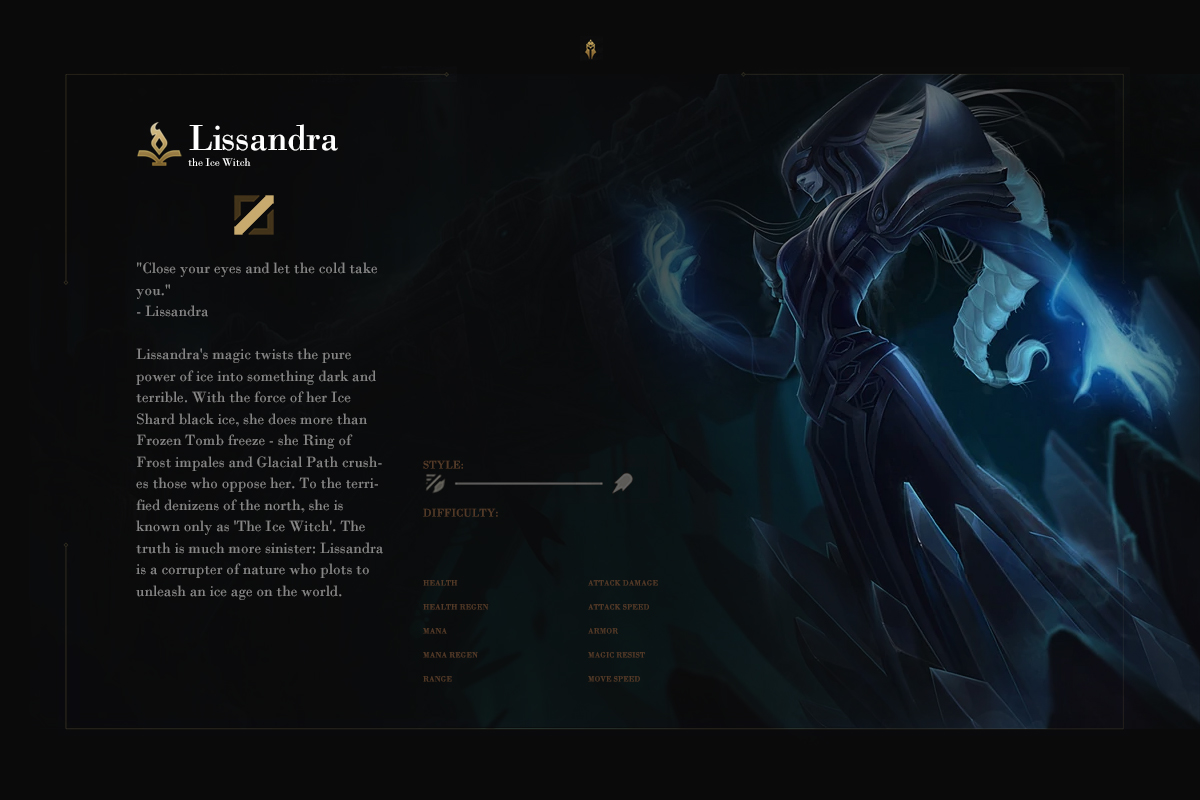 Lissandra
the Ice Witch
"Close your eyes and let the cold take
you."
- Lissandra
Lissandra's magic twists the pure
power of ice into something dark and
terrible. With the force of her Ice
Shard black ice, she does more than
Frozen Tomb freeze - she Ring of
Frost impales and Glacial Path crush-
es those who oppose her. To the terri-
fied denizens of the north, she is
known only as 'The Ice Witch'. The
truth is much more sinister: Lissandra
is a corrupter of nature who plots to
unleash an ice age on the world.
STYLE:
DIFFICULTY:
HEALTH
HEALTH REGEN
MANA
MANA REGEN
RANGE
ATTACK DAMAGE
ATTACK SPEED
ARMOR
MAGIC RESIST
MOVE SPEED